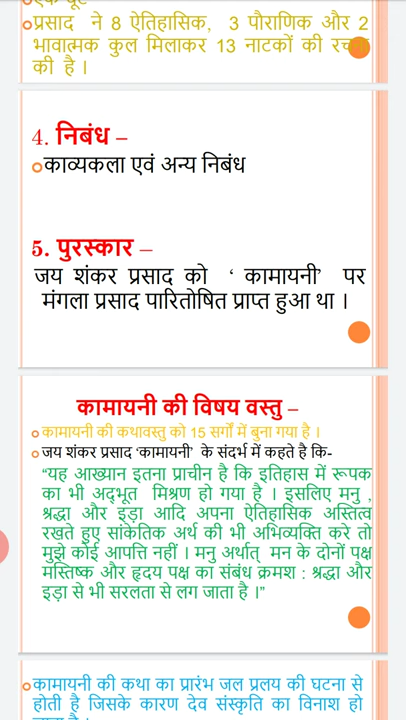 प्रसाद ने 8 ऐतिहासिक, 3 पौराणिक और 2
भावात्मक कुल मिलाकर 13 नाटकों की रचना
की है ।
4. निबंध –
काव्यकला एवं अन्य निबंध
5. पुरस्कार –
जय शंकर प्रसाद को ‘ कामायनी’ पर
मंगला प्रसाद पारितोषित प्राप्त हुआ था ।
कामायनी की विषय वस्तु –
कामायनी की कथावस्तु को 15 सर्गों में बुना गया है ।
जय शंकर प्रसाद ‘कामायनी’ के संदर्भ में कहते है कि-
“यह आख्यान इतना प्राचीन है कि इतिहास में रूपक
का भी अद्भूत मिश्रण हो गया है । इसलिए मनु ,
श्रद्धा और इड़ा आदि अपना ऐतिहासिक अस्तित्व
रखते हुए सांकेतिक अर्थ की भी अभिव्यक्ति करे तो
मुझे कोई आपत्ति नहीं । मनु अर्थात् मन के दोनों पक्ष
मस्तिष्क और हृदय पक्ष का संबंध क्रमश : श्रद्धा और
इड़ा से भी सरलता से लग जाता है ।”
कामायनी की कथा का प्रारंभ जल प्रलय की घटना से
होती है जिसके कारण देव संस्कृति का विनाश हो